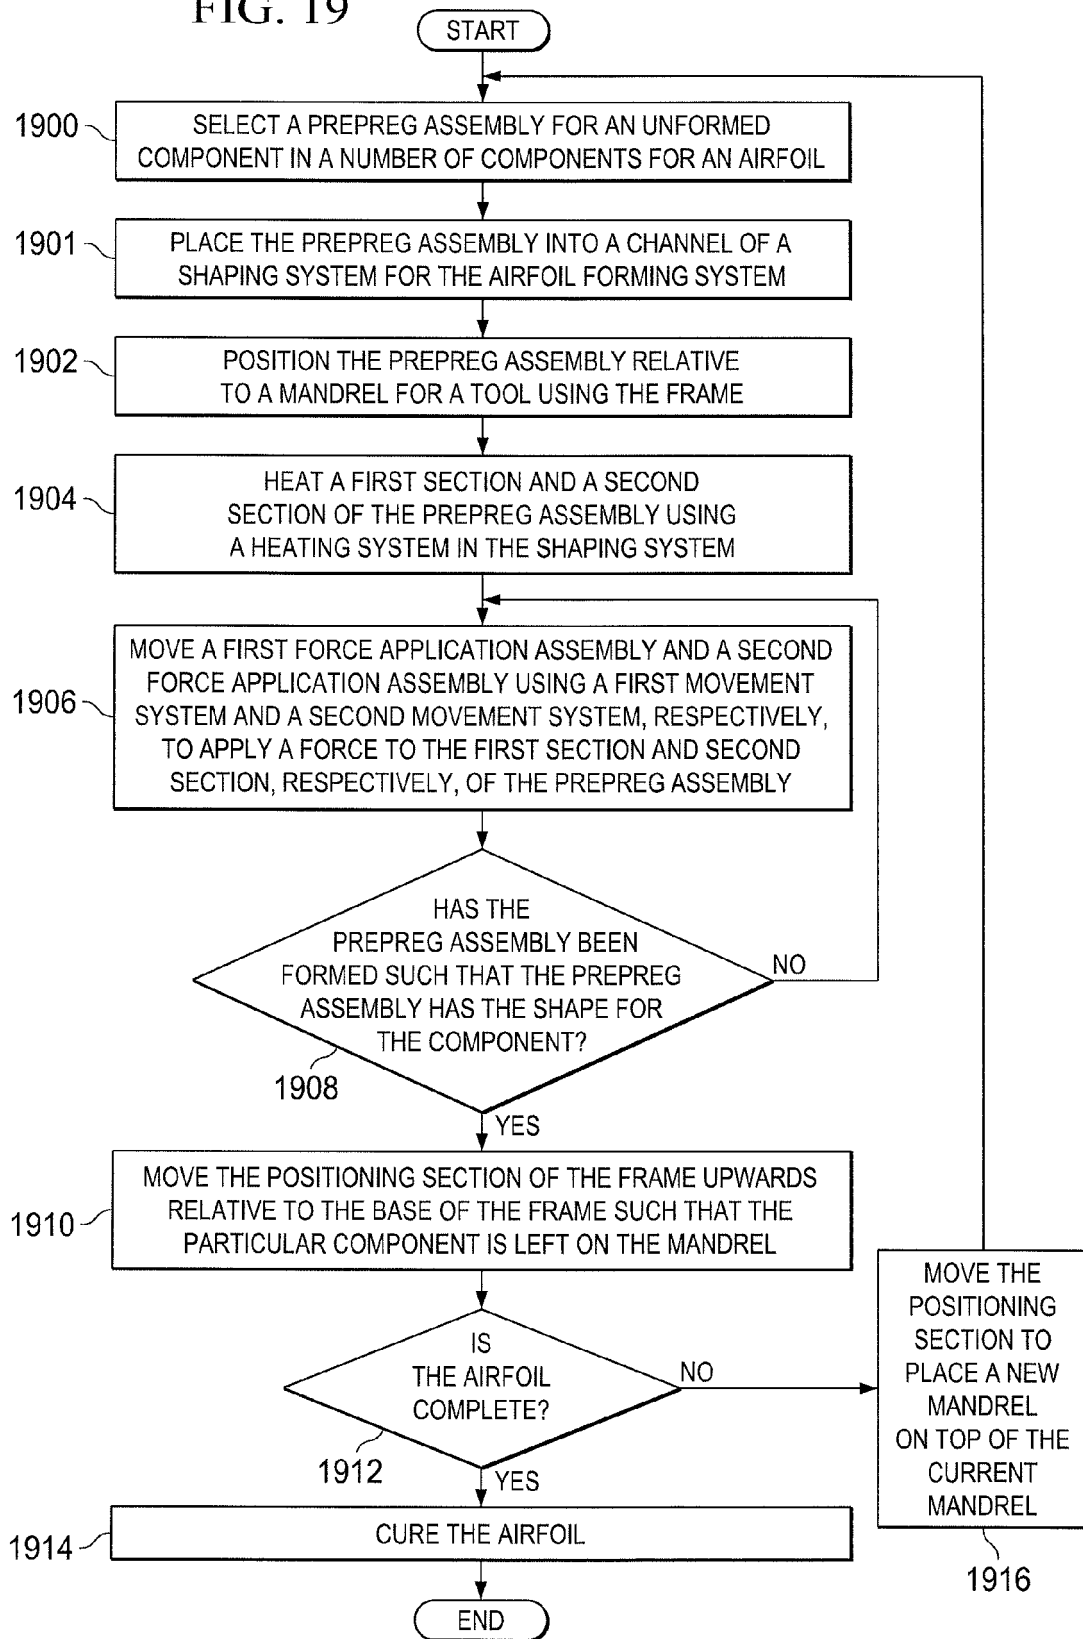 FIG. 19
START
1900
SELECT A PREPREG ASSEMBLY FOR AN UNFORMED
COMPONENT IN A NUMBER OF COMPONENTS FOR AN AIRFOIL
1901
PLACE THE PREPREG ASSEMBLY INTO A CHANNEL OF A
SHAPING SYSTEM FOR THE AIRFOIL FORMING SYSTEM
1902
POSITION THE PREPREG ASSEMBLY RELATIVE
TO A MANDREL FOR A TOOL USING THE FRAME
1904
HEAT A FIRST SECTION AND A SECOND
SECTION OF THE PREPREG ASSEMBLY USING
A HEATING SYSTEM IN THE SHAPING SYSTEM
1906
MOVE A FIRST FORCE APPLICATION ASSEMBLY AND A SECOND
FORCE APPLICATION ASSEMBLY USING A FIRST MOVEMENT
SYSTEM AND A SECOND MOVEMENT SYSTEM, RESPECTIVELY,
TO APPLY A FORCE TO THE FIRST SECTION AND SECOND
SECTION, RESPECTIVELY, OF THE PREPREG ASSEMBLY
HAS THE
PREPREG ASSEMBLY BEEN
FORMED SUCH THAT THE PREPREG
ASSEMBLY HAS THE SHAPE FOR
THE COMPONENT?
NO
1908
YES
1910
MOVE THE POSITIONING SECTION OF THE FRAME UPWARDS
RELATIVE TO THE BASE OF THE FRAME SUCH THAT THE
PARTICULAR COMPONENT IS LEFT ON THE MANDREL
IS
THE AIRFOIL
COMPLETE?
NO
1912
YES
MOVE THE
POSITIONING
SECTION TO
PLACE A NEW
MANDREL
ON TOP OF THE
CURRENT
MANDREL
1916
1914
CURE THE AIRFOIL
END